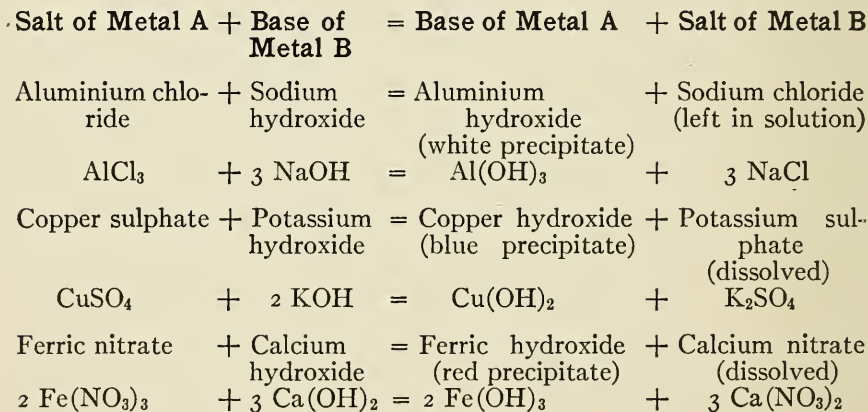 Salt of Metal A + Base of = Base of Metal A + Salt of Metal B
Metal B
Aluminium chlo- + Sodium = Aluminium + Sodium chloride
ride hydroxide hydroxide (left in solution)
(white precipitate)
AlCl₃ + 3 NaOH = Al(OH)₃ + 3 NaCl
Copper sulphate + Potassium = Copper hydroxide + Potassium sul-
hydroxide (blue precipitate) phate
(dissolved)
CuSO₄ + 2 KOH = Cu(OH)₂ + K₂SO₄
Ferric nitrate + Calcium = Ferric hydroxide + Calcium nitrate
hydroxide (red precipitate) (dissolved)
2 Fe(NO₃)₃ + 3 Ca(OH)₂ = 2 Fe(OH)₃ + 3 Ca(NO₃)₂